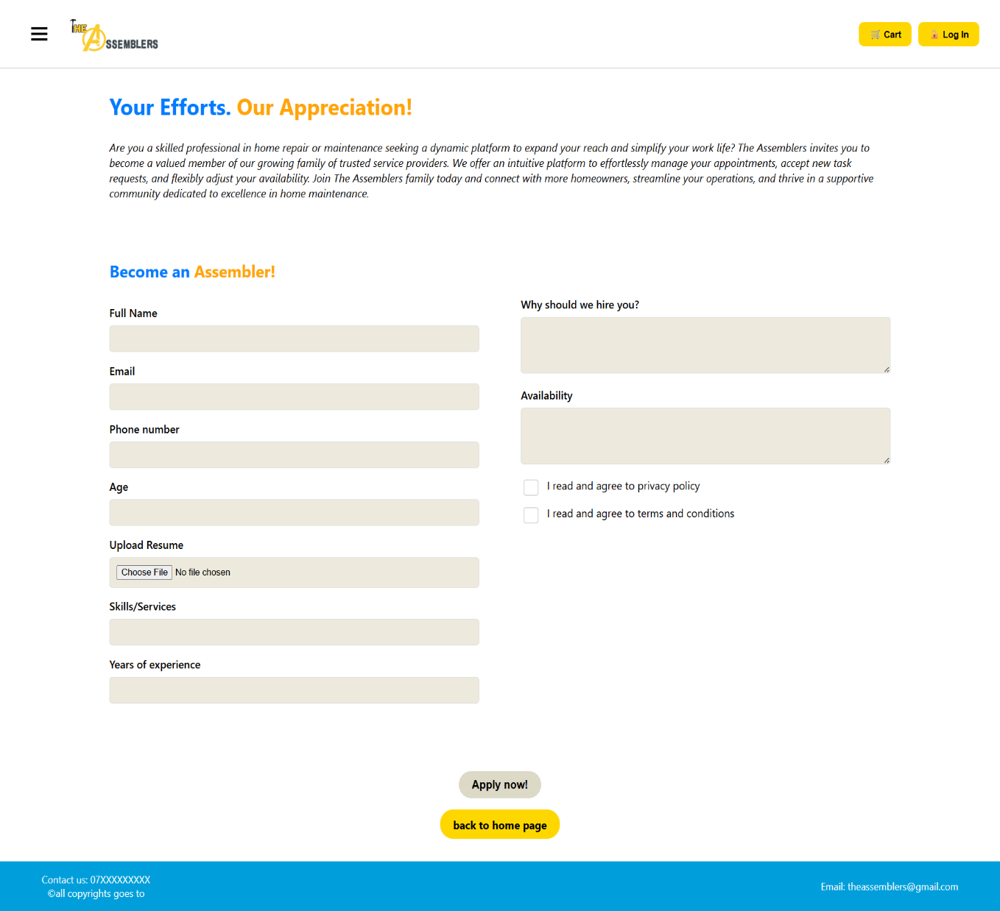 THE ASSEMBLERS
🛒 Cart
🔒 Log In
Your Efforts. Our Appreciation!
Are you a skilled professional in home repair or maintenance seeking a dynamic platform to expand your reach and simplify your work life? The Assemblers invites you to
become a valued member of our growing family of trusted service providers. We offer an intuitive platform to effortlessly manage your appointments, accept new task
requests, and flexibly adjust your availability. Join The Assemblers family today and connect with more homeowners, streamline your operations, and thrive in a supportive
community dedicated to excellence in home maintenance.
Become an Assembler!
Full Name
Email
Phone number
Age
Upload Resume
Choose File No file chosen
Skills/Services
Years of experience
Why should we hire you?
Availability
I read and agree to privacy policy
I read and agree to terms and conditions
Apply now!
back to home page
Contact us: 07XXXXXXXXX
©all copyrights goes to
Email: theassemblers@gmail.com